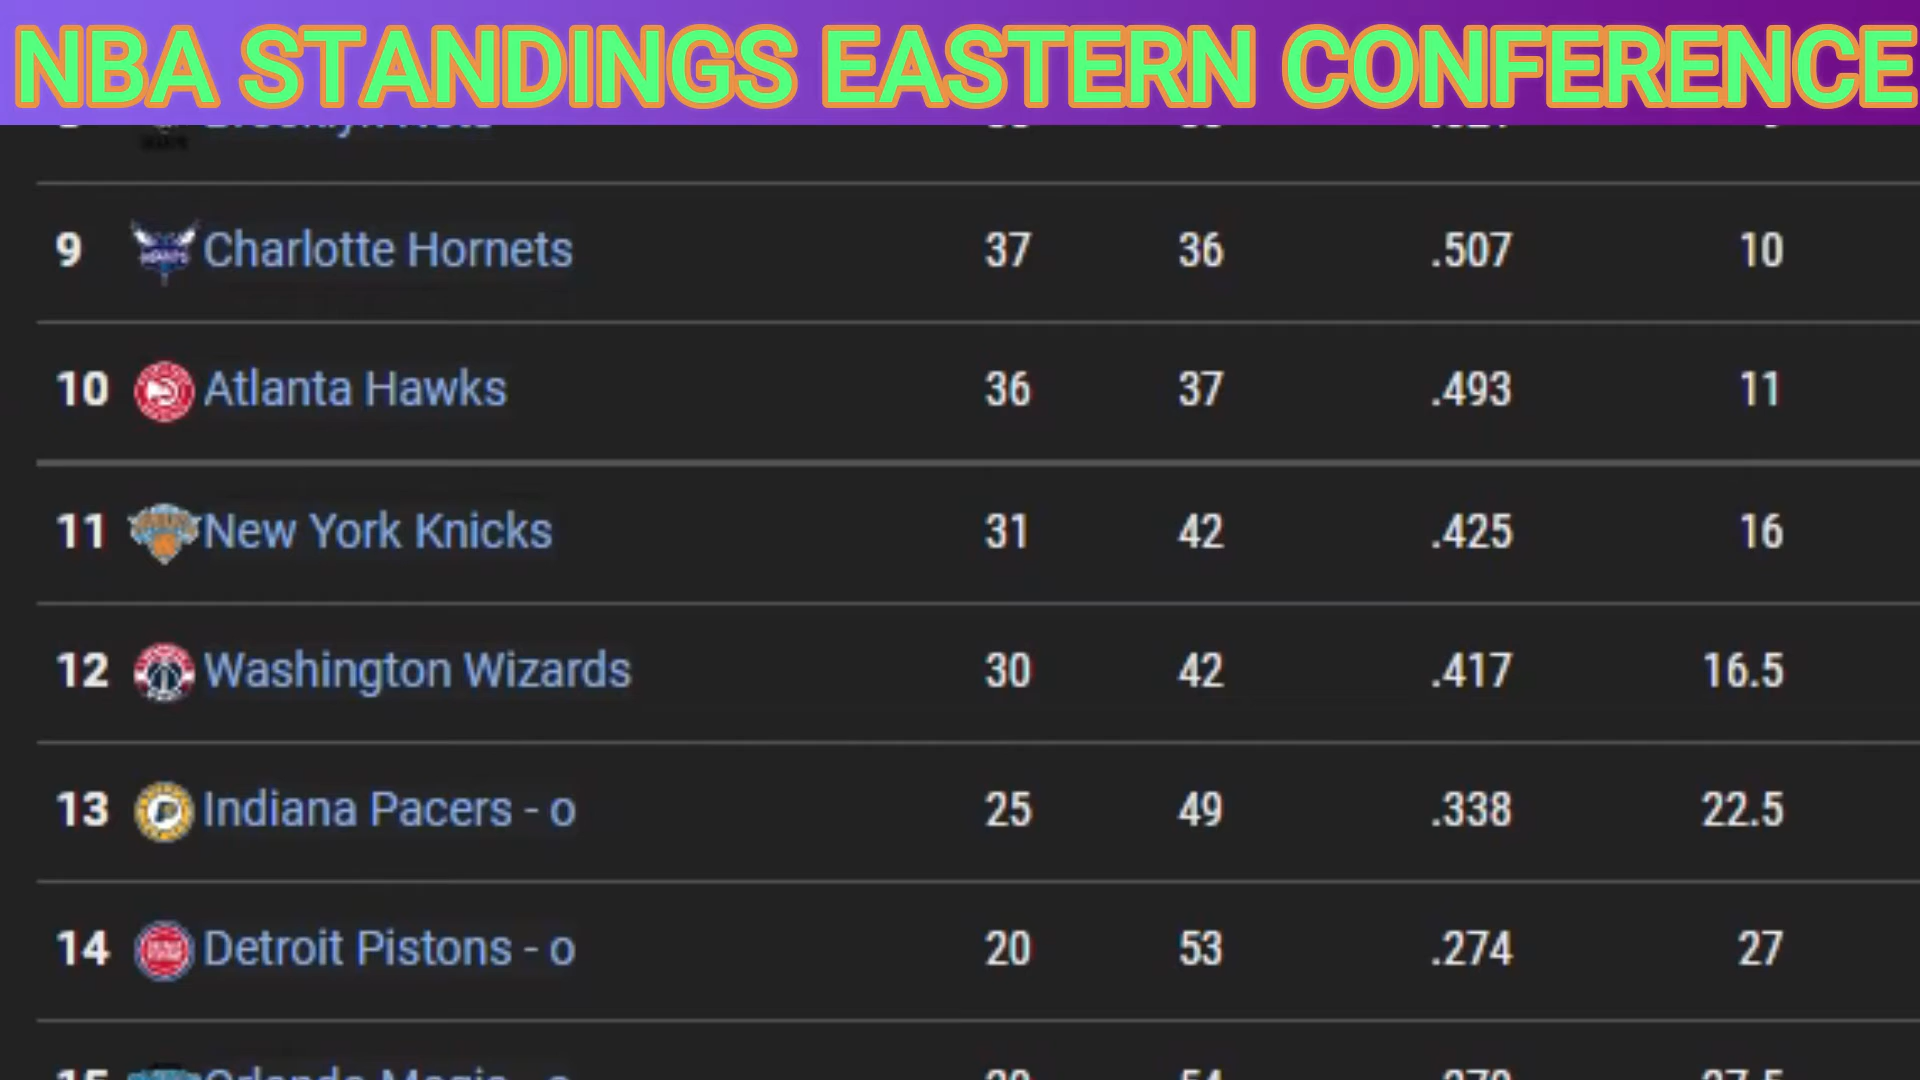 NBA STANDINGS EASTERN CONFERENCE
9 Charlotte Hornets 37 36 .507 10
10 Atlanta Hawks 36 37 .493 11
11 New York Knicks 31 42 .425 16
12 Washington Wizards 30 42 .417 16.5
13 Indiana Pacers - o 25 49 .338 22.5
14 Detroit Pistons - o 20 53 .274 27